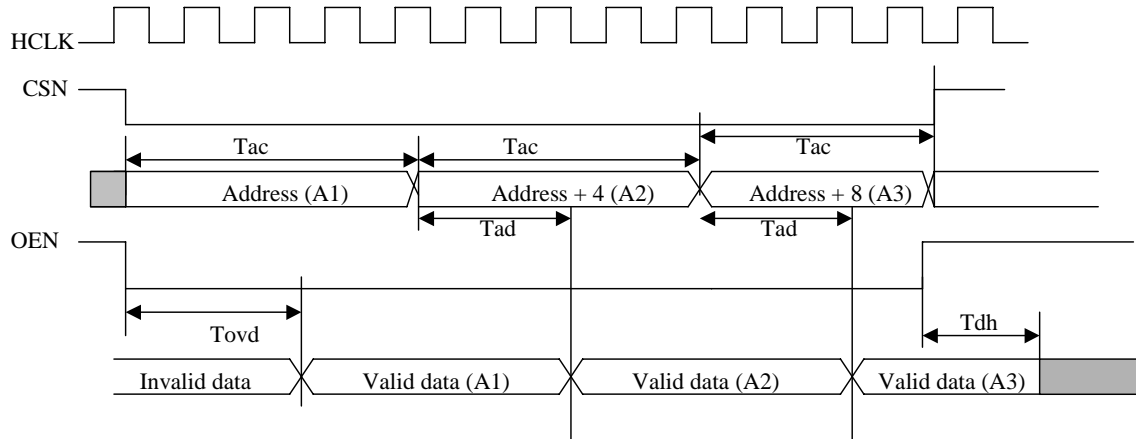 HCLK
CSN
Tac Tac Tac
Address (A1) Address + 4 (A2) Address + 8 (A3)
Tad Tad
OEN
Tovd Tdh
Invalid data Valid data (A1) Valid data (A2) Valid data (A3)